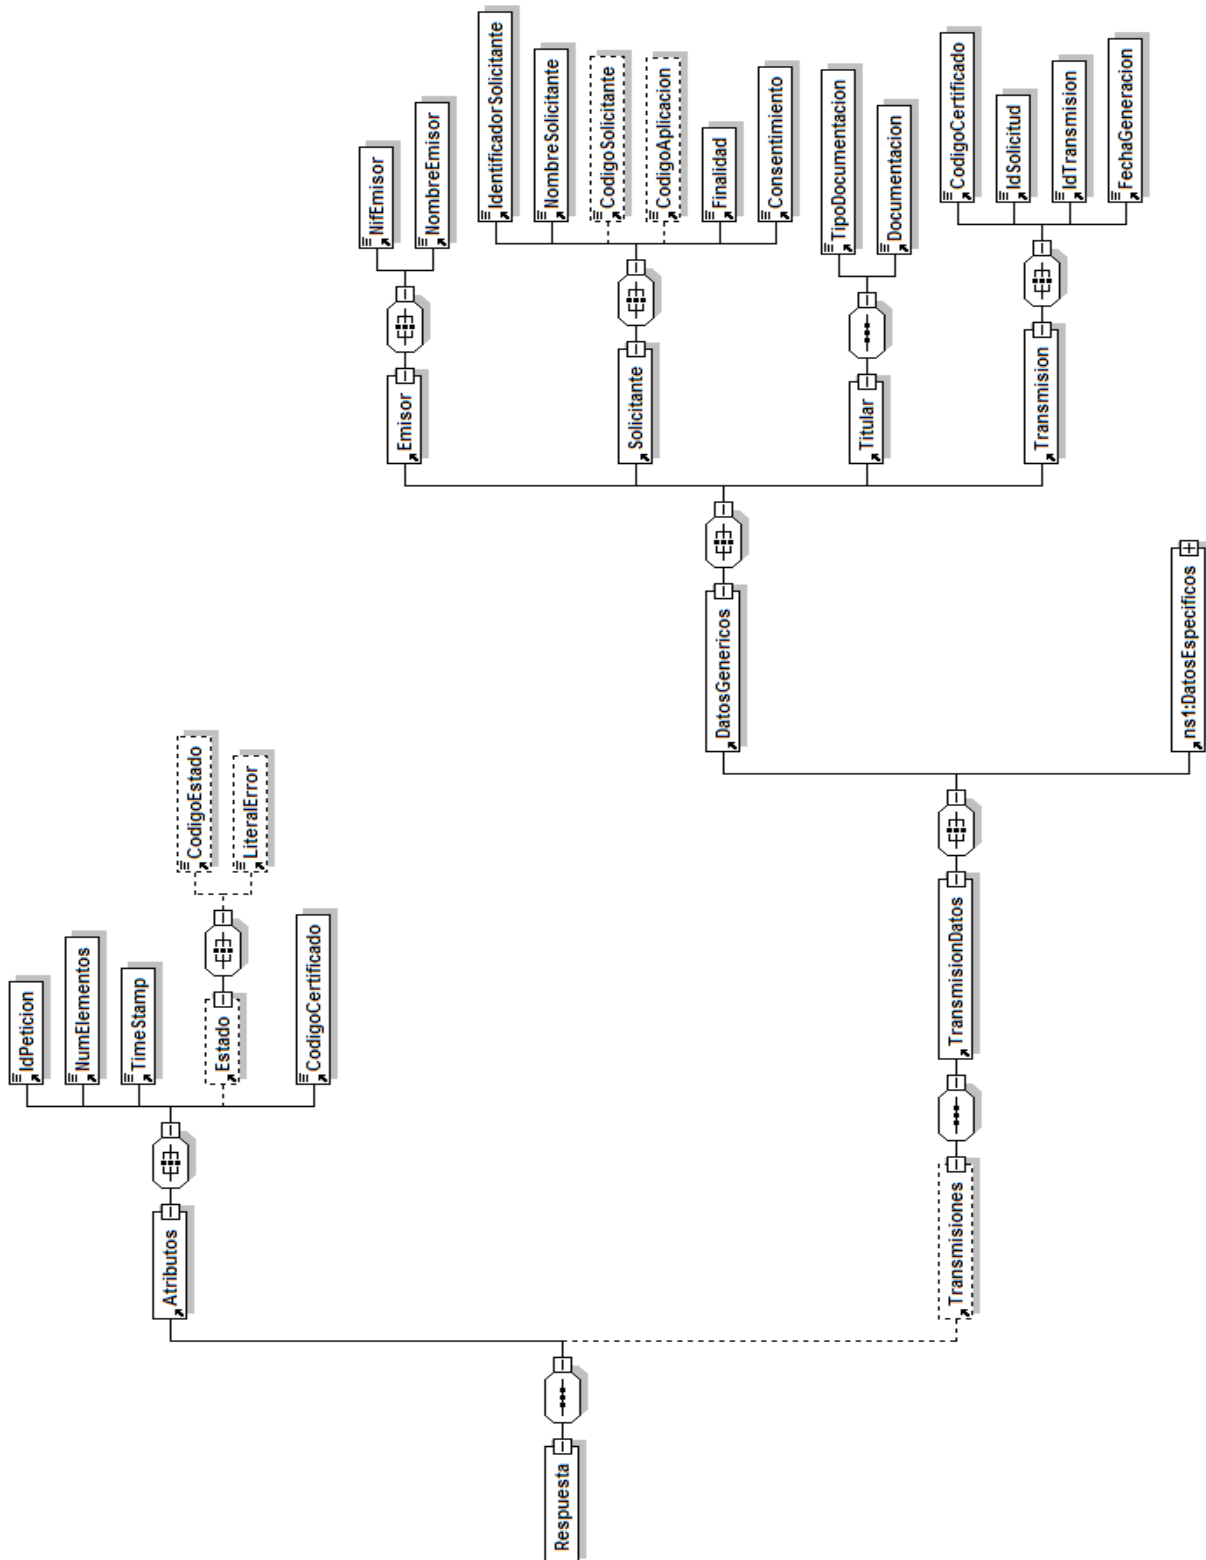 Respuesta
Atributos
IdPeticion
NumElementos
TimeStamp
Estado
CodigoEstado
LiteralError
CodigoCertificado
Transmisiones
TransmisionDatos
DatosGenericos
Emisor
NifEmisor
NombreEmisor
Solicitante
IdentificadorSolicitante
NombreSolicitante
CodigoSolicitante
CodigoAplicacion
Finalidad
Consentimiento
Titular
TipoDocumentacion
Documentacion
Transmision
CodigoCertificado
IdSolicitud
IdTransmision
FechaGeneracion
ns1:DatosEspecificos